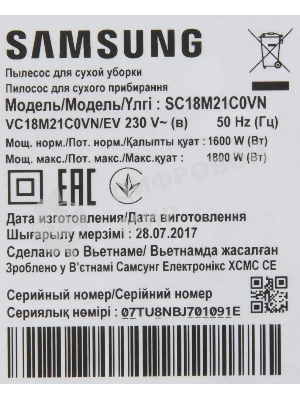 SAMSUNG
Пылесос для сухой уборки
Пилосос для сухого прибирання
Модель/Модель/Үлгі : SC18M21C0VN
VC18M21C0VN/EV 230 V~ (в) 50 Hz (Гц)
Мощ. норм./Пот. норм./Қалыпты қуат : 1600 W (Вт)
Мощ. макс./Пот. макс./Мақс. қуат : 1800 W (Вт)
EAC
Дата изготовления/Дата виготовлення
Шығарылу мерзімі : 28.07.2017
Сделано во Вьетнаме/ Вьетнамда жасалған
Зроблено у В'єтнамі Самсунг Електронікс ХСМС СЕ
Серийный номер/Серійний номер/
Сериялық нөмірі : 07TU8NBJ701091E